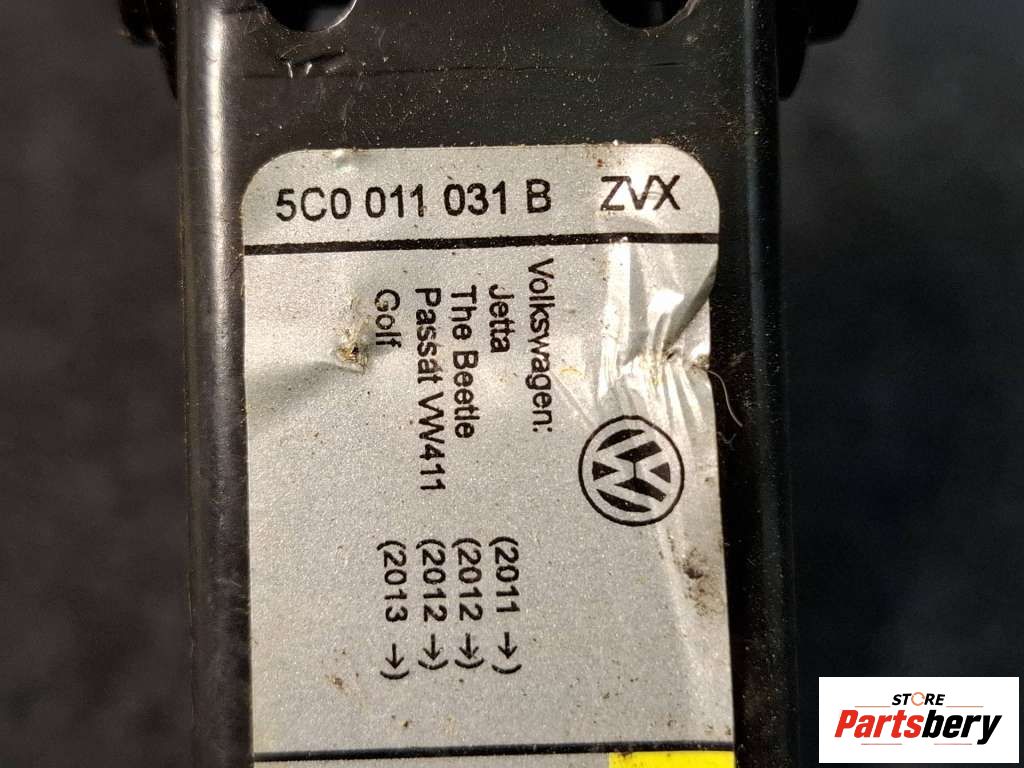 5C0 011 031 B ZVX
Volkswagen:
Jetta (2011 →)
The Beetle (2012 →)
Passat VW411 (2012 →)
Golf (2013 →)
STORE
Partsbery